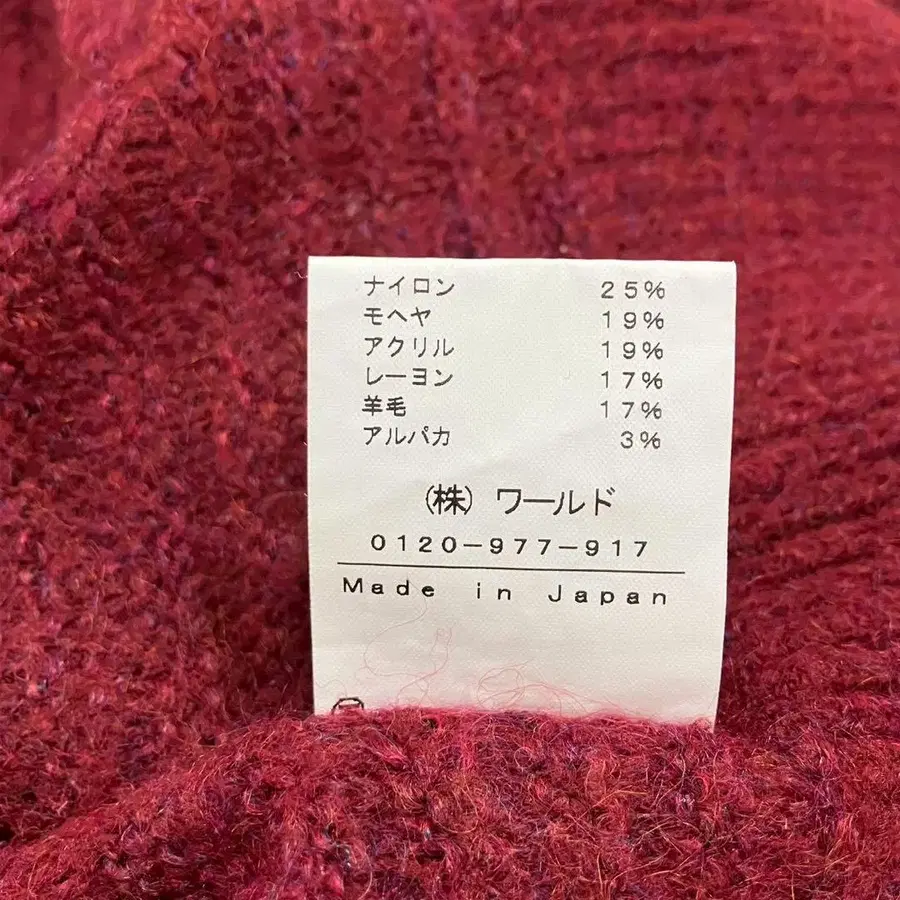 ナイロン 25%
モヘヤ 19%
アクリル 19%
レーヨン 17%
羊毛 17%
アルパカ 3%
(株) ワールド
0120-977-917
Made in Japan